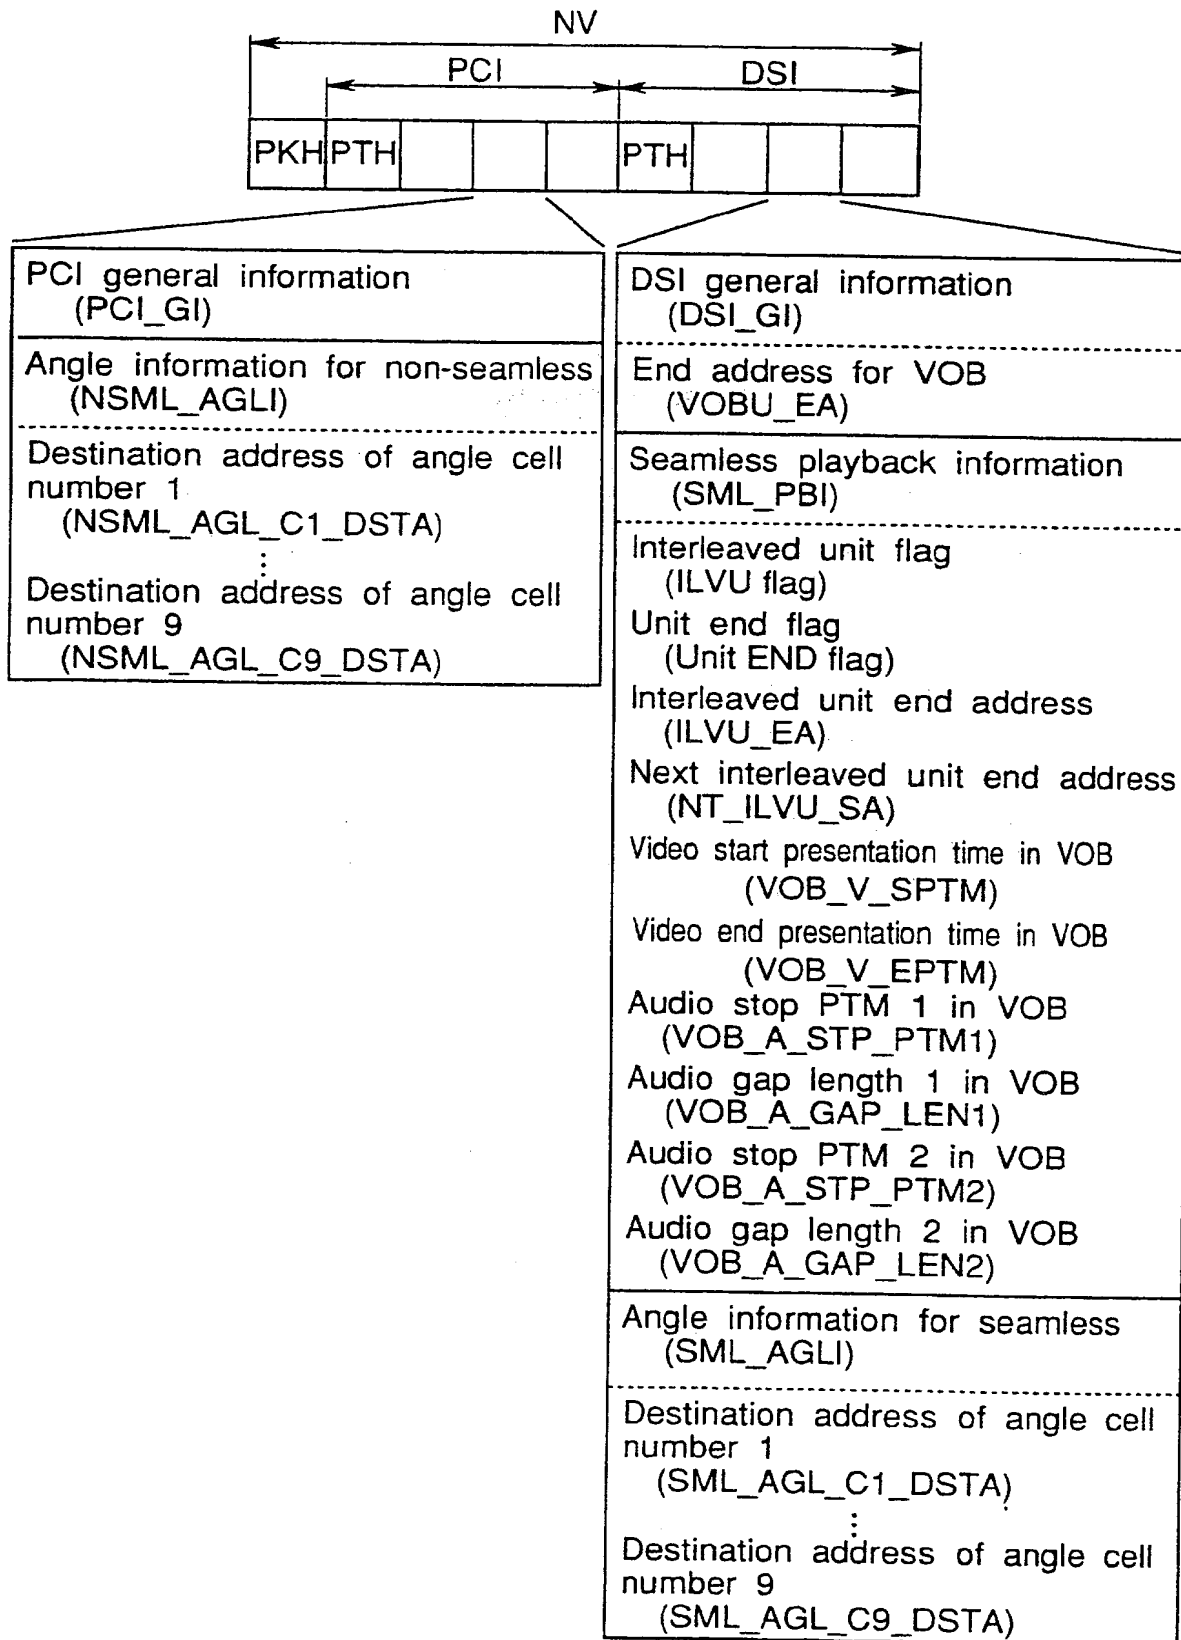 NV
PCI
DSI
PKH
PTH
PTH
PCI general information
(PCI_GI)
Angle information for non-seamless
(NSML_AGLI)
Destination address of angle cell
number 1
(NSML_AGL_C1_DSTA)
⋮
Destination address of angle cell
number 9
(NSML_AGL_C9_DSTA)
DSI general information
(DSI_GI)
End address for VOB
(VOBU_EA)
Seamless playback information
(SML_PBI)
Interleaved unit flag
(ILVU flag)
Unit end flag
(Unit END flag)
Interleaved unit end address
(ILVU_EA)
Next interleaved unit end address
(NT_ILVU_SA)
Video start presentation time in VOB
(VOB_V_SPTM)
Video end presentation time in VOB
(VOB_V_EPTM)
Audio stop PTM 1 in VOB
(VOB_A_STP_PTM1)
Audio gap length 1 in VOB
(VOB_A_GAP_LEN1)
Audio stop PTM 2 in VOB
(VOB_A_STP_PTM2)
Audio gap length 2 in VOB
(VOB_A_GAP_LEN2)
Angle information for seamless
(SML_AGLI)
Destination address of angle cell
number 1
(SML_AGL_C1_DSTA)
⋮
Destination address of angle cell
number 9
(SML_AGL_C9_DSTA)